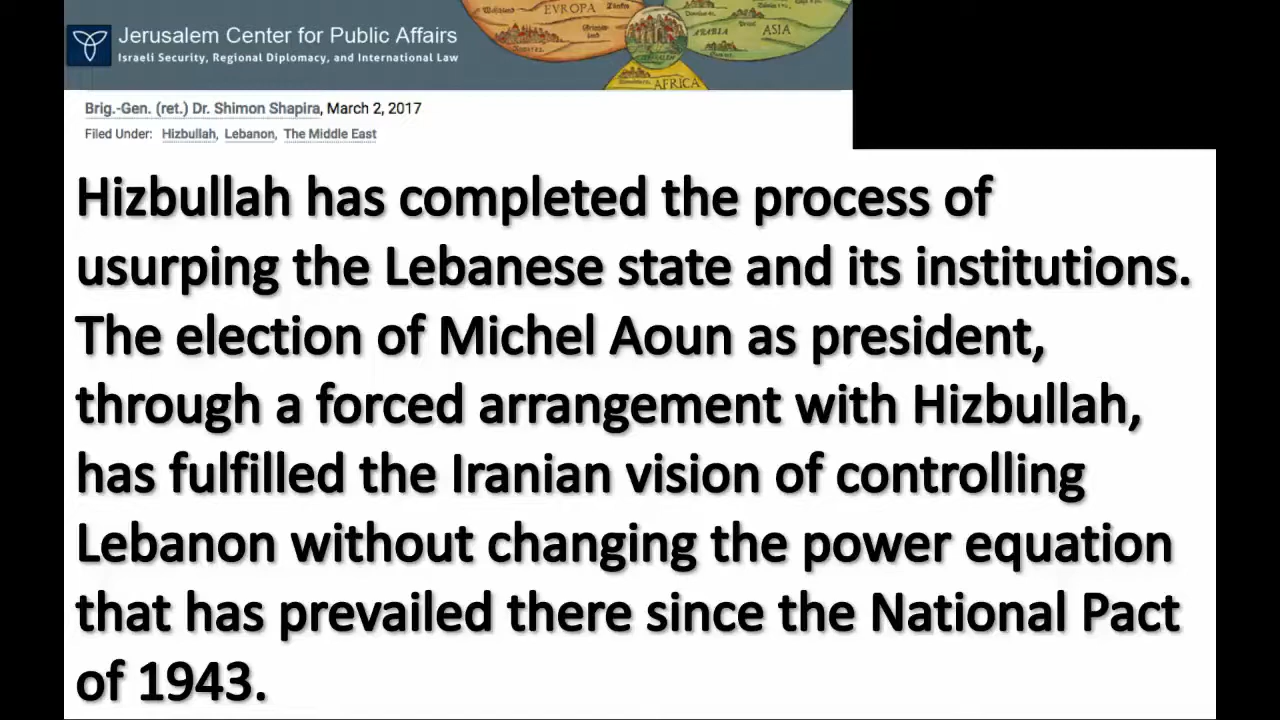 EVROPA
ASIA
ARABIA
AFRICA
Jerusalem Center for Public Affairs
Israeli Security, Regional Diplomacy, and International Law
Brig.-Gen. (ret.) Dr. Shimon Shapira, March 2, 2017
Filed Under: Hizbullah, Lebanon, The Middle East
Hizbullah has completed the process of
usurping the Lebanese state and its institutions.
The election of Michel Aoun as president,
through a forced arrangement with Hizbullah,
has fulfilled the Iranian vision of controlling
Lebanon without changing the power equation
that has prevailed there since the National Pact
of 1943.